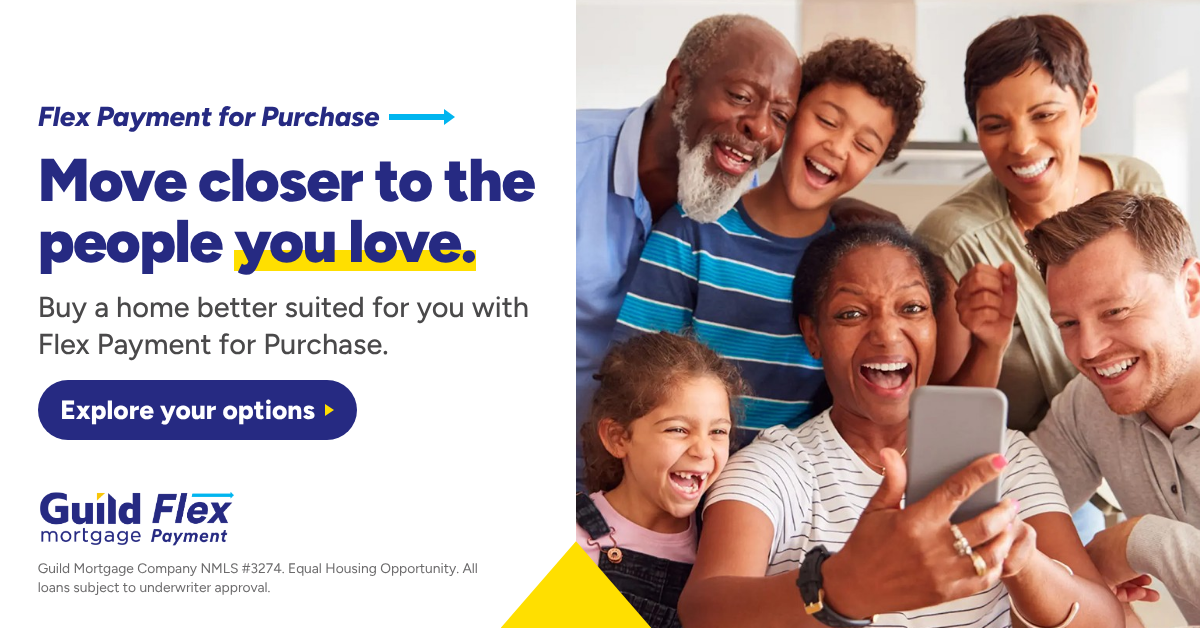 Flex Payment for Purchase
Move closer to the
people you love.
Buy a home better suited for you with
Flex Payment for Purchase.
Explore your options
Guild Flex
mortgage Payment
Guild Mortgage Company NMLS #3274. Equal Housing Opportunity. All
loans subject to underwriter approval.